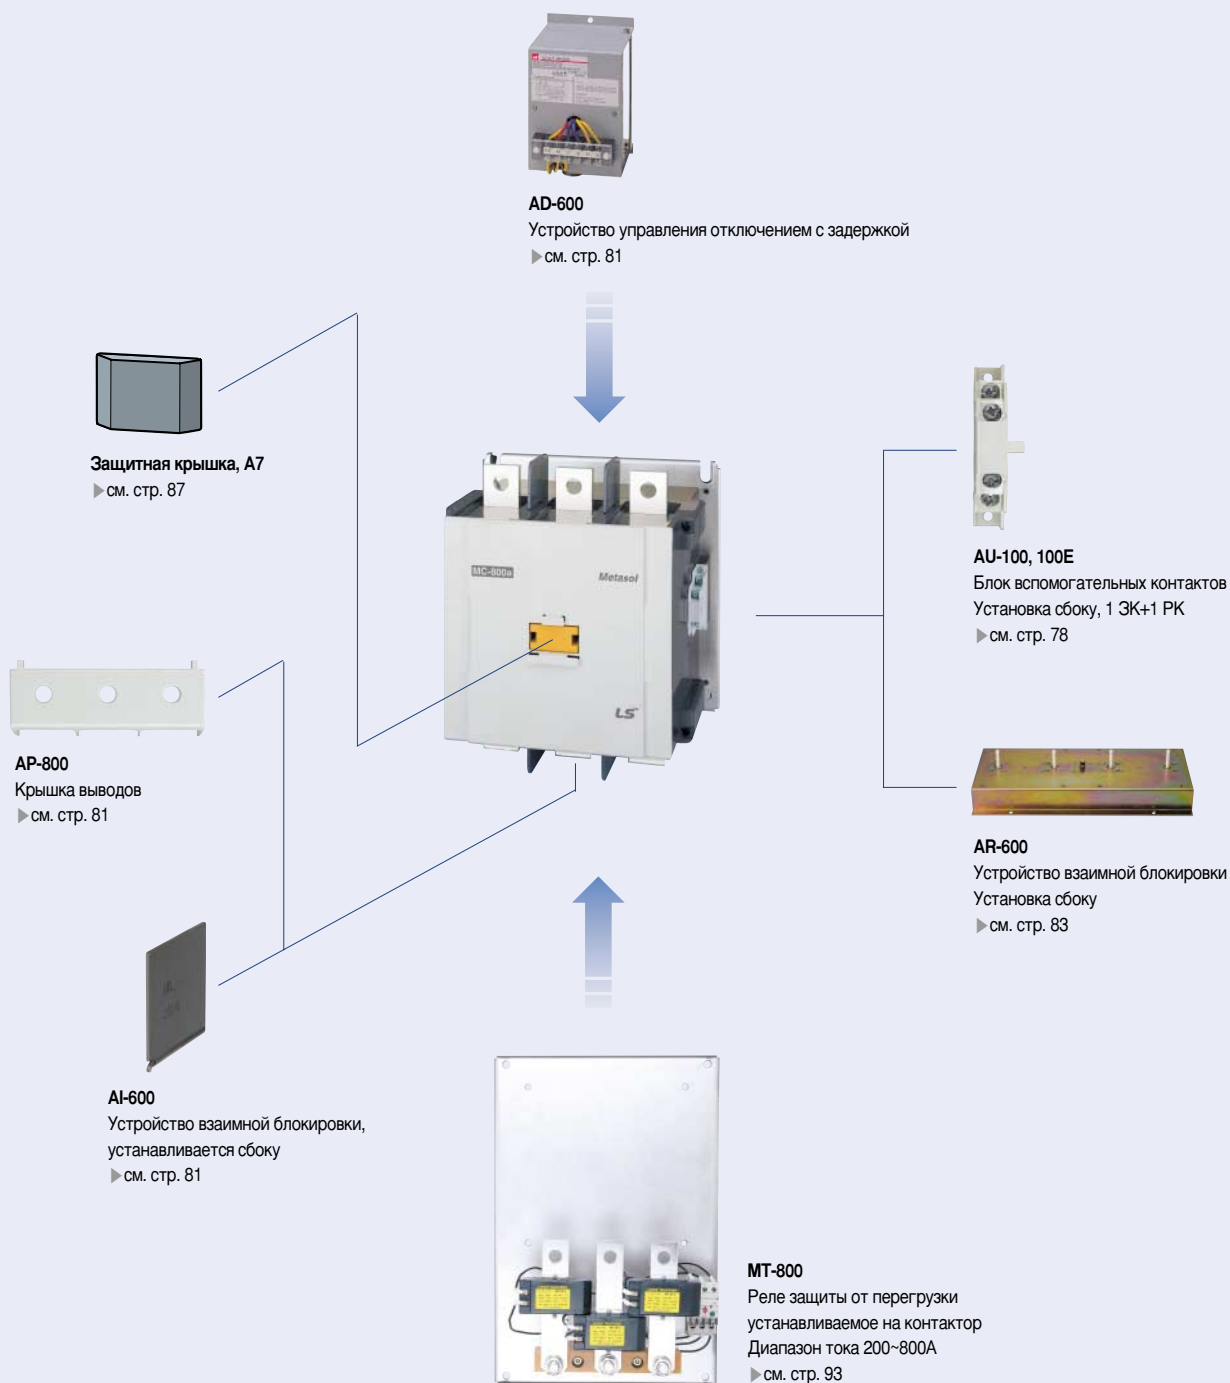 AD-600
Устройство управления отключением с задержкой
▶см. стр. 81
Защитная крышка, A7
▶см. стр. 87
MC-800a
Metasol
LS
AU-100, 100E
Блок вспомогательных контактов
Установка сбоку, 1 ЗК+1 РК
▶см. стр. 78
AP-800
Крышка выводов
▶см. стр. 81
AR-600
Устройство взаимной блокировки
Установка сбоку
▶см. стр. 83
AI-600
Устройство взаимной блокировки,
устанавливается сбоку
▶см. стр. 81
MT-800
Реле защиты от перегрузки
устанавливаемое на контактор
Диапазон тока 200~800A
▶см. стр. 93